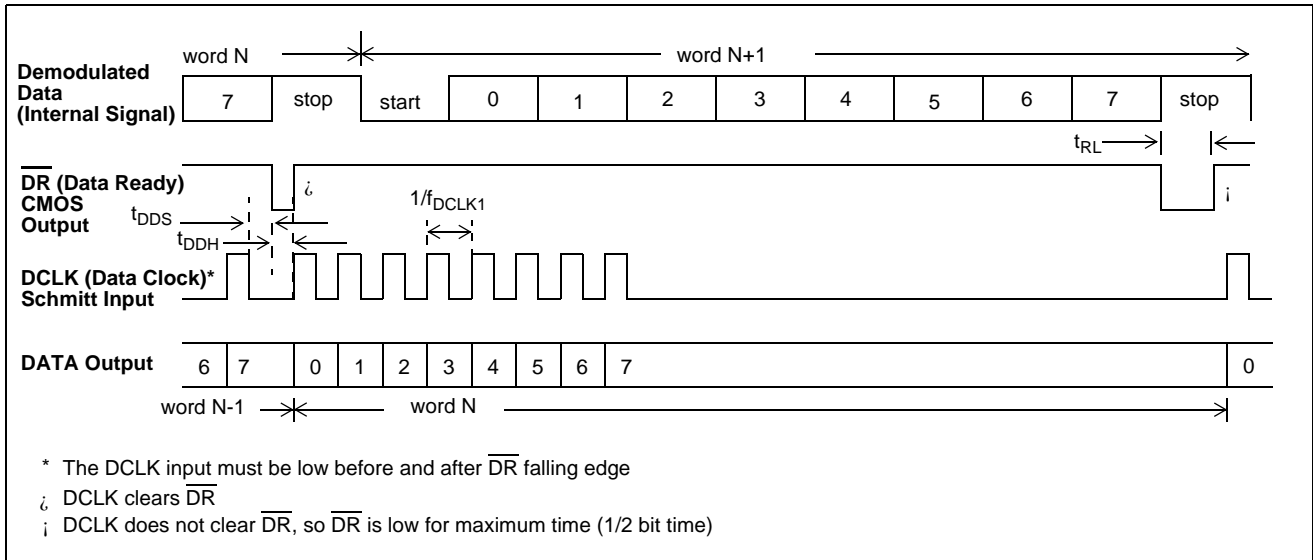 word N
word N+1
Demodulated
Data
(Internal Signal)
7 stop start 0 1 2 3 4 5 6 7 stop
tRL
DR (Data Ready)
CMOS
Output
¿
¡
1/fDCLK1
tDDS
tDDH
DCLK (Data Clock)*
Schmitt Input
DATA Output
6 7 0 1 2 3 4 5 6 7 0
word N-1
word N
* The DCLK input must be low before and after DR falling edge
¿ DCLK clears DR
¡ DCLK does not clear DR, so DR is low for maximum time (1/2 bit time)